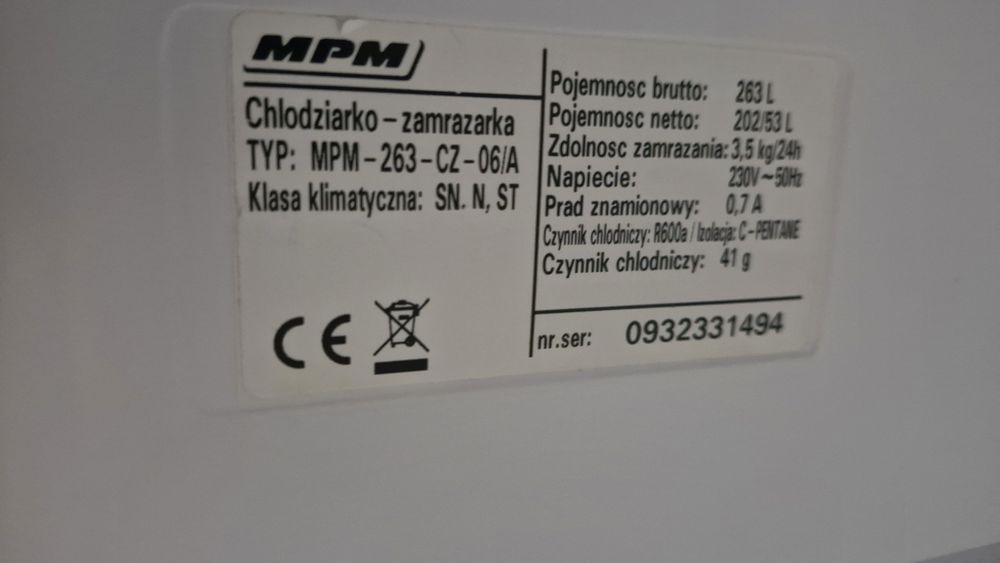 MPM
Chlodziarko - zamrazarka
TYP: MPM - 263 - CZ - 06/A
Klasa klimatyczna: SN. N, ST
CE
Pojemnosc brutto: 263 L
Pojemnosc netto: 202/53 L
Zdolnosc zamrazania: 3,5 kg/24h
Napiecie: 230V ~ 50Hz
Prad znamionowy: 0,7 A
Czynnik chlodniczy: R600a / Izolacja: C - PENTANE
Czynnik chlodniczy: 41 g
nr.ser: 0932331494